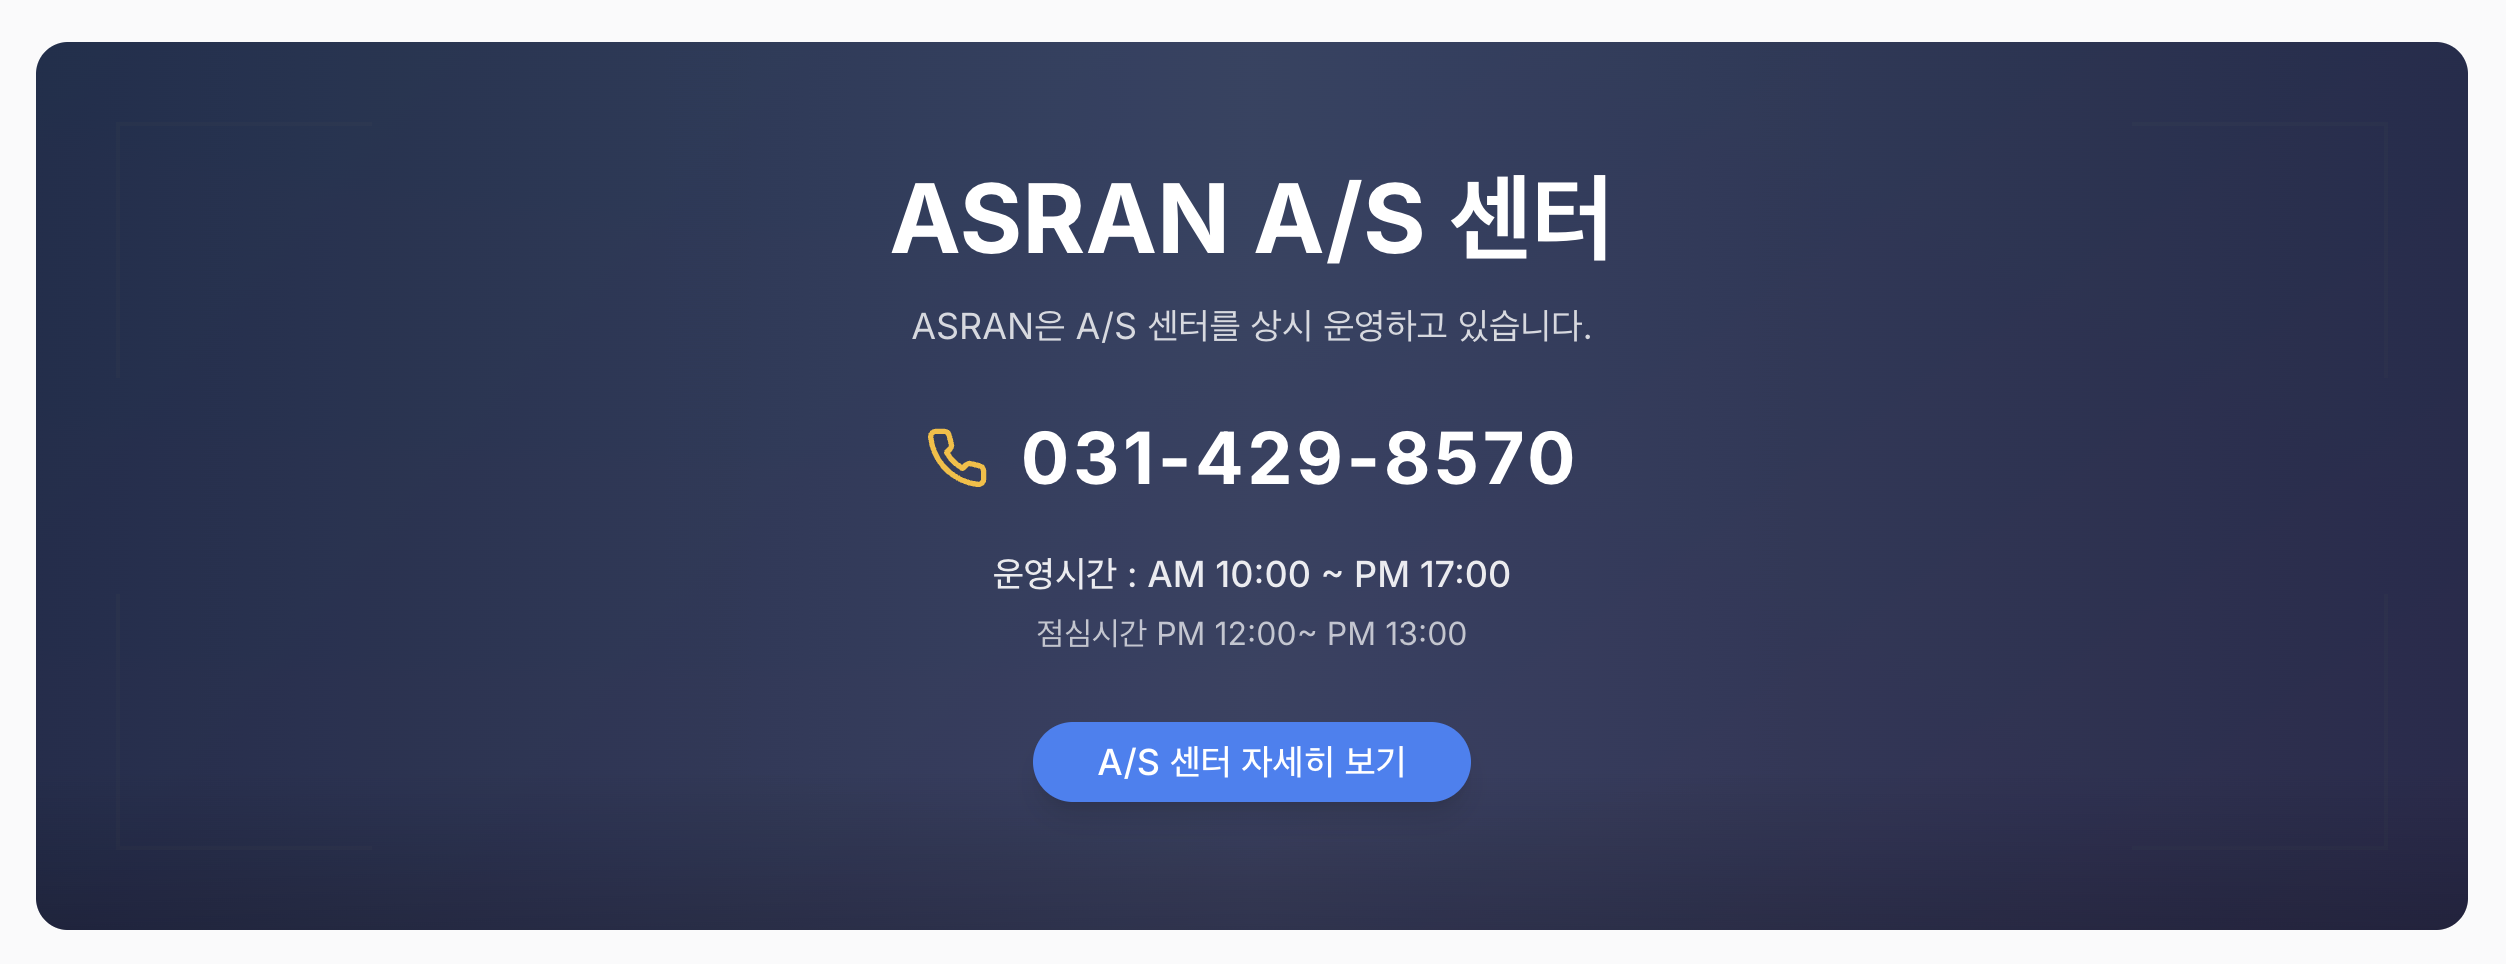 ASRAN A/S 센터
ASRAN은 A/S 센터를 상시 운영하고 있습니다.
031-429-8570
운영시간 : AM 10:00 ~ PM 17:00
점심시간 PM 12:00~ PM 13:00
A/S 센터 자세히 보기